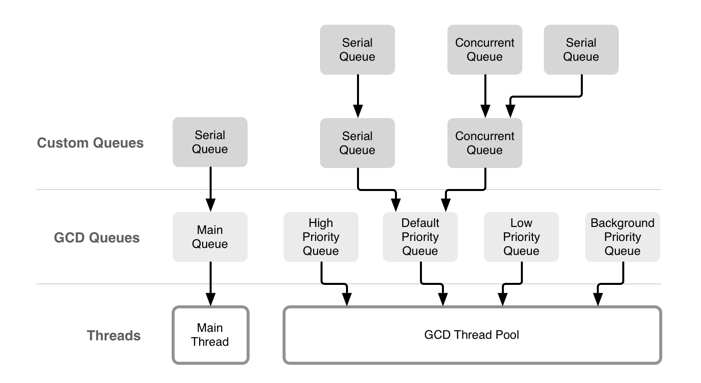 Serial
Queue
Concurrent
Queue
Serial
Queue
Custom Queues
Serial
Queue
Serial
Queue
Concurrent
Queue
GCD Queues
Main
Queue
High
Priority
Queue
Default
Priority
Queue
Low
Priority
Queue
Background
Priority
Queue
Threads
Main
Thread
GCD Thread Pool